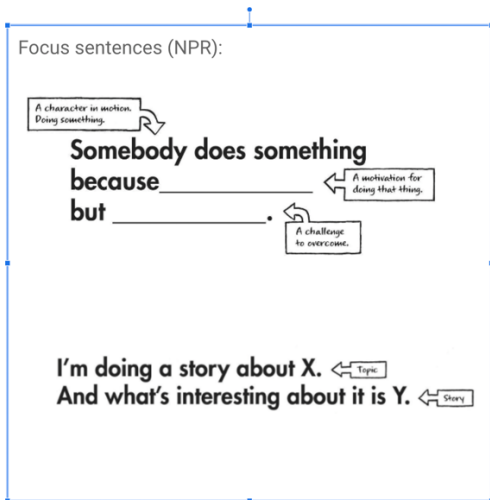 Focus sentences (NPR):
A character in motion.
Doing something.
Somebody does something
because____________
A motivation for
doing that thing.
but ____________.
A challenge
to overcome.
I'm doing a story about X.
Topic
And what's interesting about it is Y.
Story